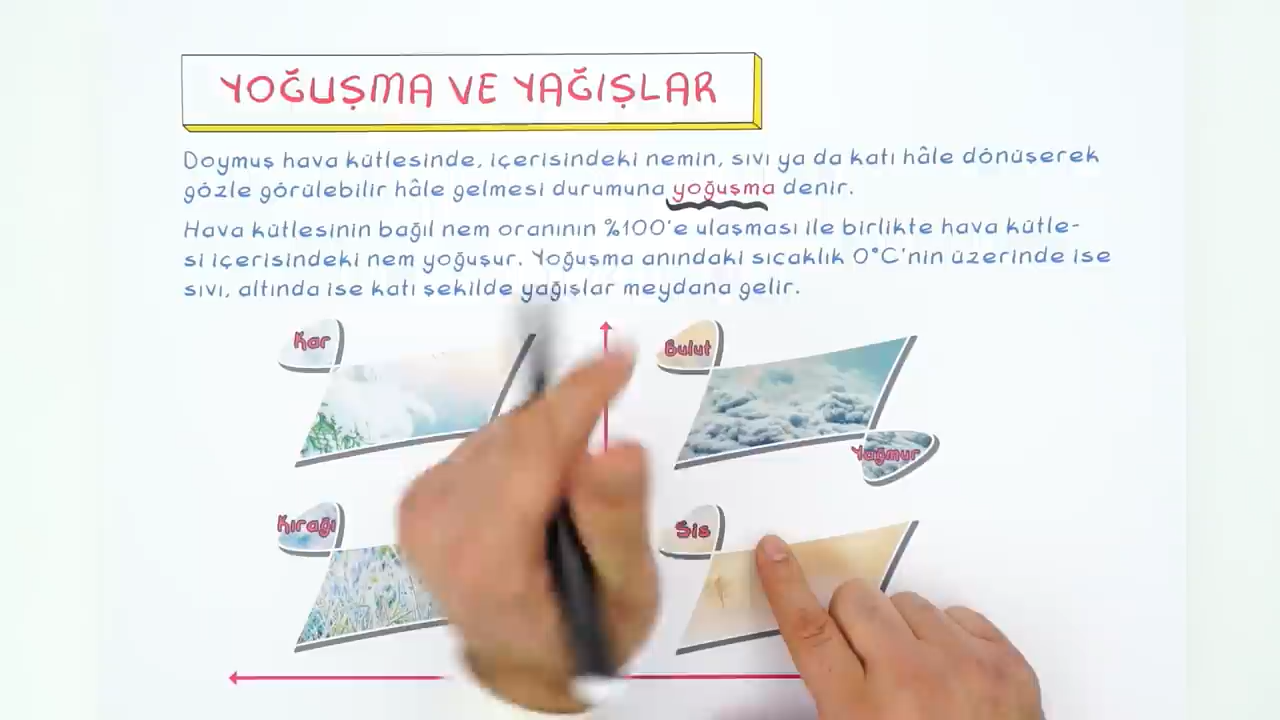 YOĞUŞMA VE YAĞIŞLAR
Doymuş hava kütlesinde, içerisindeki nemin, sıvı ya da katı hâle dönüşerek
gözle görülebilir hâle gelmesi durumuna yoğuşma denir.
Hava kütlesinin bağıl nem oranının %100'e ulaşması ile birlikte hava kütle-
si içerisindeki nem yoğuşur. Yoğuşma anındaki sıcaklık 0°C'nin üzerinde ise
sıvı, altında ise katı şekilde yağışlar meydana gelir.
Kar
Bulut
Yağmur
Kırağı
Sis